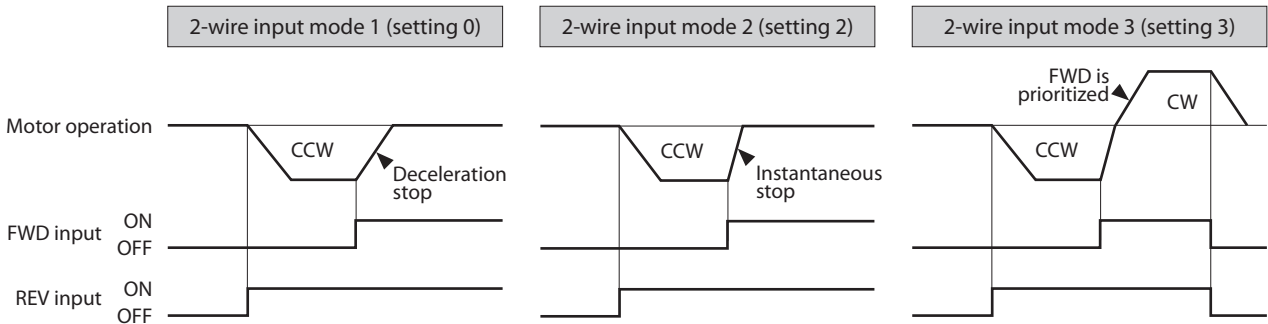 2-wire input mode 1 (setting 0)
2-wire input mode 2 (setting 2)
2-wire input mode 3 (setting 3)
Motor operation
CCW
Deceleration
stop
CCW
Instantaneous
stop
CCW
FWD is
prioritized
CW
FWD input
ON
OFF
REV input
ON
OFF